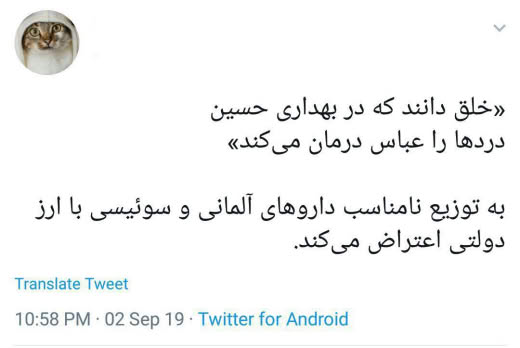 «خلق دانند که در بهداری حسین
دردها را عباس درمان می‌کند»
به توزیع نامناسب داروهای آلمانی و سوئیسی با ارز
دولتی اعتراض می‌کند.
Translate Tweet
10:58 PM · 02 Sep 19 · Twitter for Android